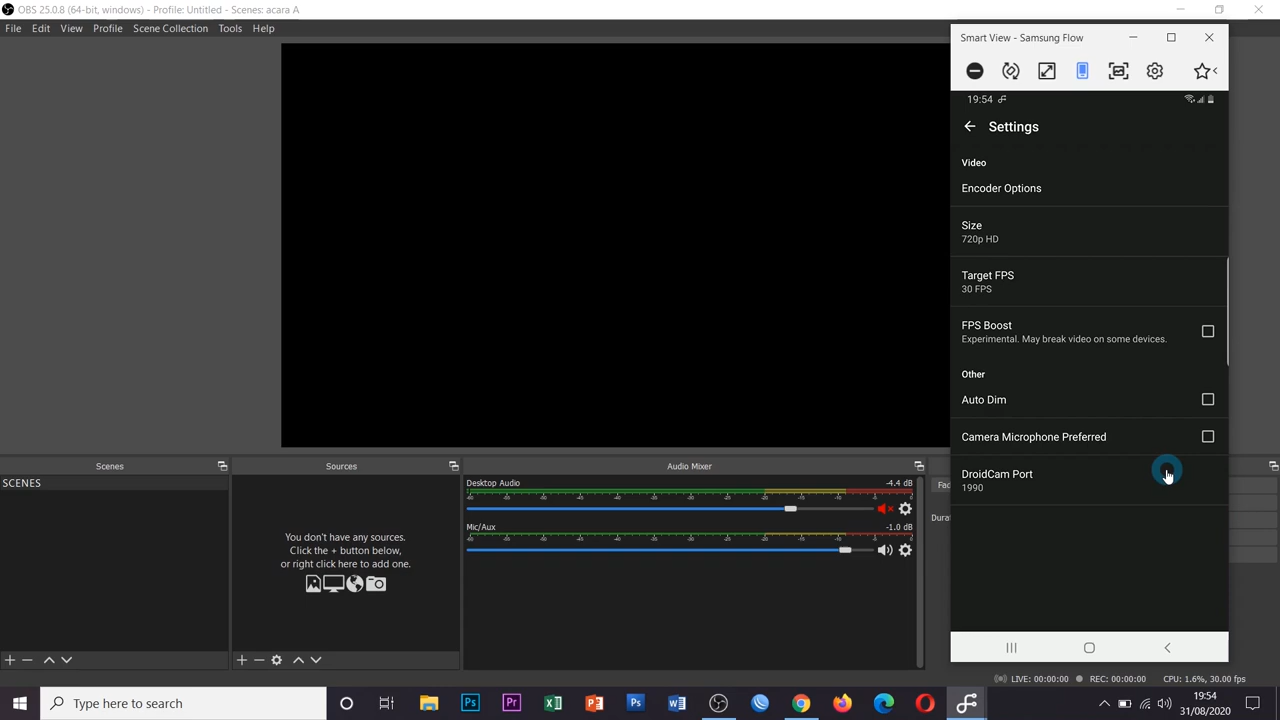 OBS 25.0.8 (64-bit, windows) - Profile: Untitled - Scenes: acara A
File Edit View Profile Scene Collection Tools Help
Smart View - Samsung Flow
19:54
Settings
Video
Encoder Options
Size
720p HD
Target FPS
30 FPS
FPS Boost
Experimental. May break video on some devices.
Other
Auto Dim
Camera Microphone Preferred
DroidCam Port
1990
Scenes
SCENES
Sources
You don't have any sources.
Click the + button below,
or right click here to add one.
Audio Mixer
Desktop Audio -4.4 dB
Mic/Aux -1.0 dB
Fad
Dura
LIVE: 00:00:00 REC: 00:00:00 CPU: 1.6%, 30.00 fps
Type here to search
19:54
31/08/2020